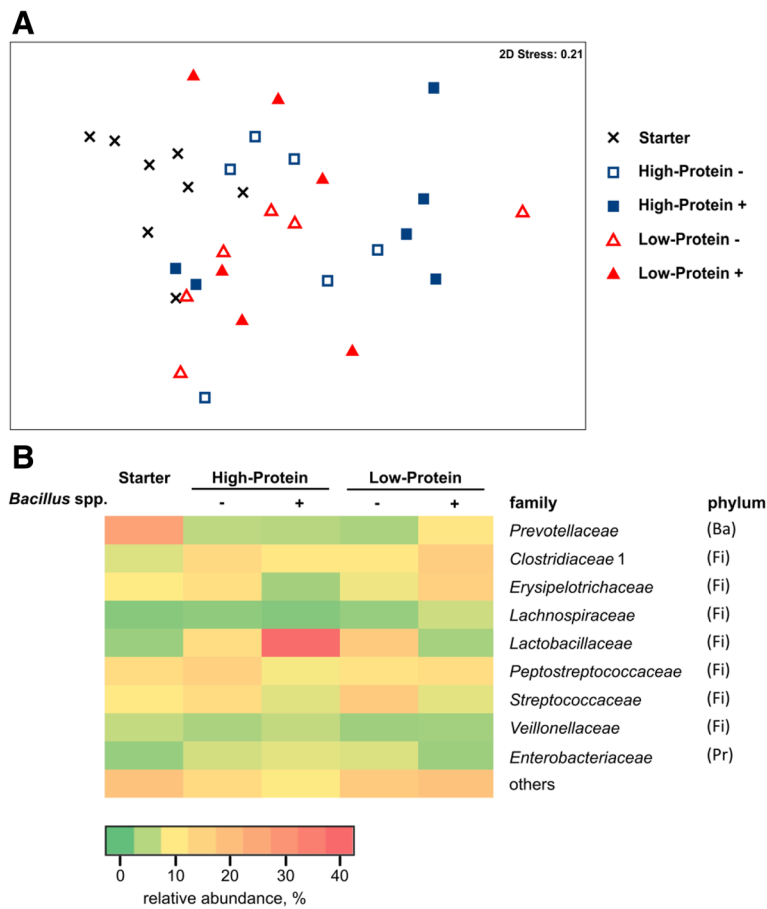 A
2D Stress: 0.21
Starter
High-Protein -
High-Protein +
Low-Protein -
Low-Protein +
B
Starter High-Protein Low-Protein
Bacillus spp. - + - + family phylum
Prevotellaceae (Ba)
Clostridiaceae 1 (Fi)
Erysipelotrichaceae (Fi)
Lachnospiraceae (Fi)
Lactobacillaceae (Fi)
Peptostreptococcaceae (Fi)
Streptococcaceae (Fi)
Veillonellaceae (Fi)
Enterobacteriaceae (Pr)
others
0 10 20 30 40
relative abundance, %